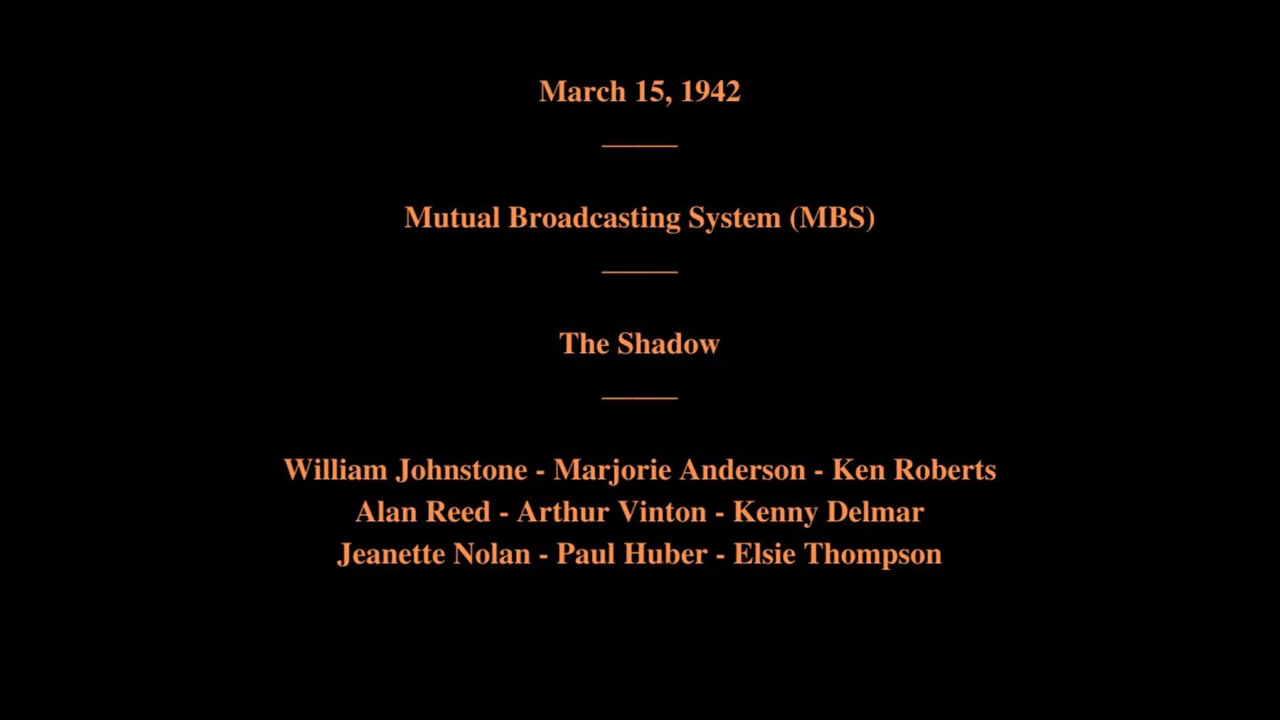 March 15, 1942
Mutual Broadcasting System (MBS)
The Shadow
William Johnstone - Marjorie Anderson - Ken Roberts
Alan Reed - Arthur Vinton - Kenny Delmar
Jeanette Nolan - Paul Huber - Elsie Thompson